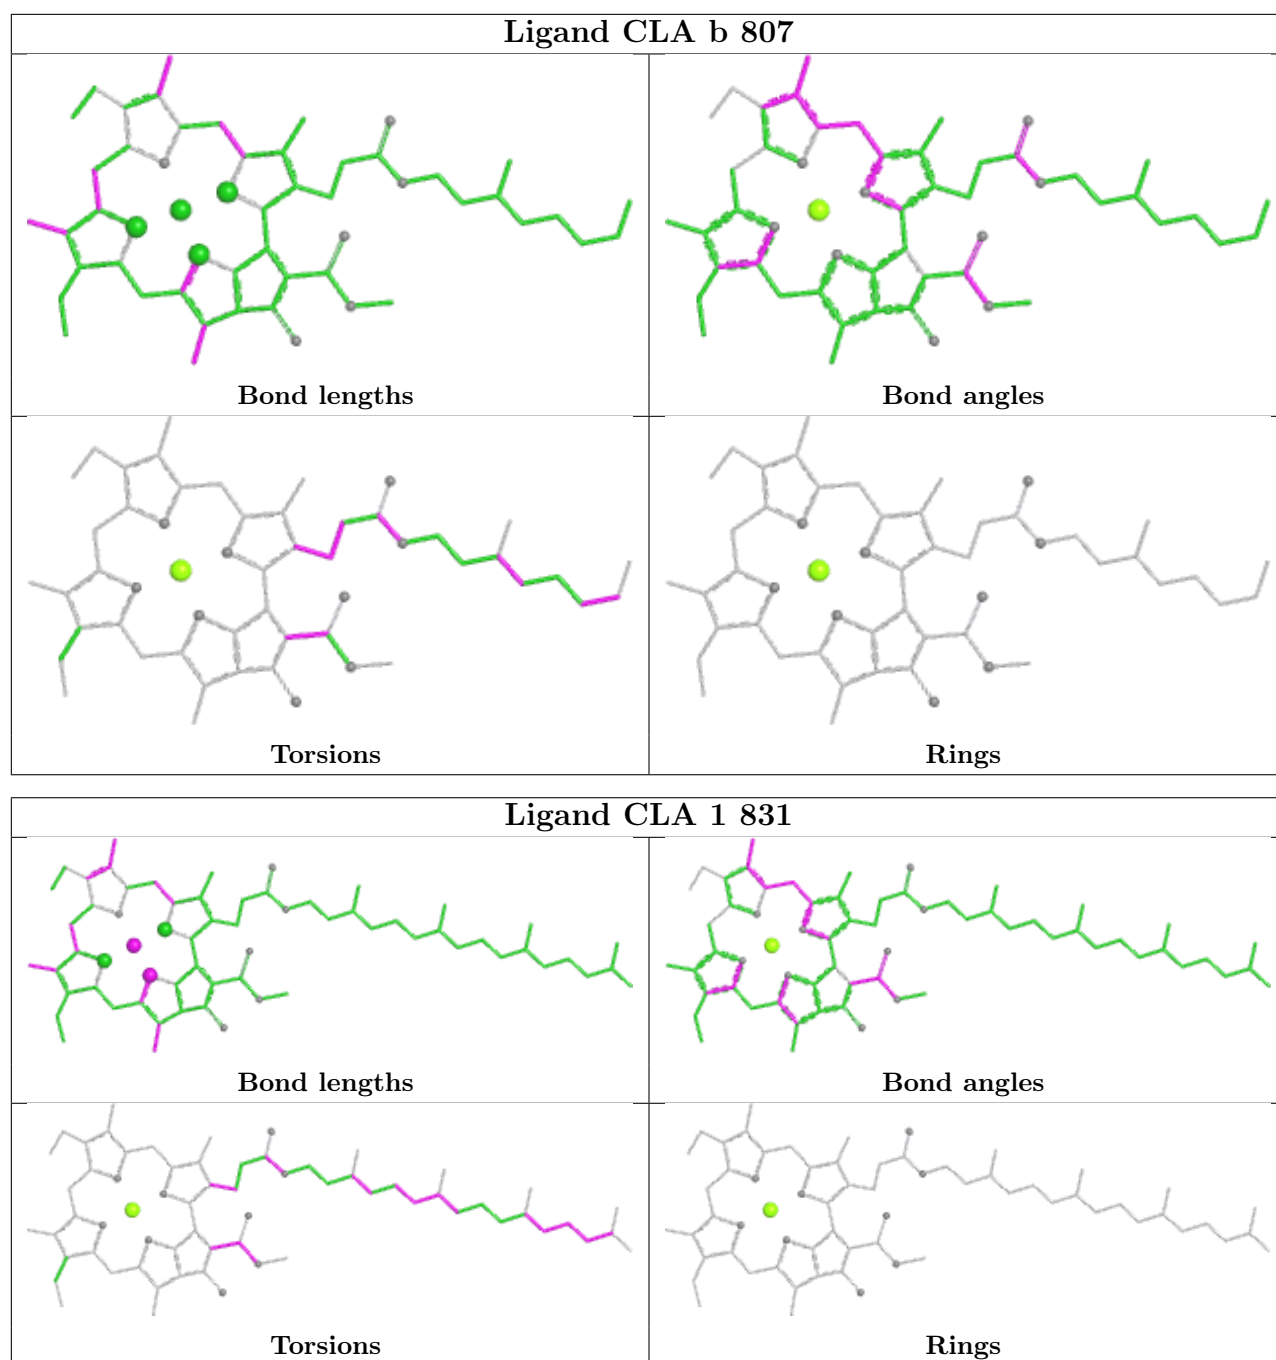 Ligand CLA b 807
Bond lengths
Bond angles
Torsions
Rings
Ligand CLA 1 831
Bond lengths
Bond angles
Torsions
Rings